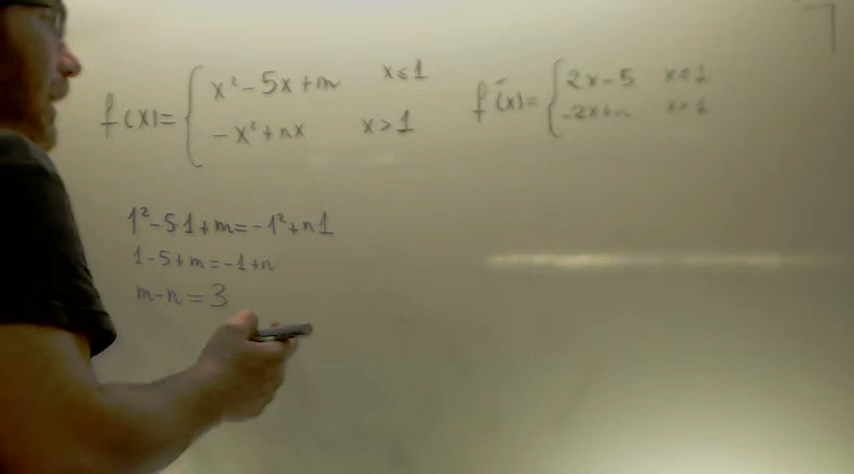 f(x)= { x²-5x+m x≤1
-x²+nx x>1
f'(x)= { 2x-5 x<1
-2x+n x>1
1²-5·1+m=-1²+n1
1-5+m=-1+n
m-n=3